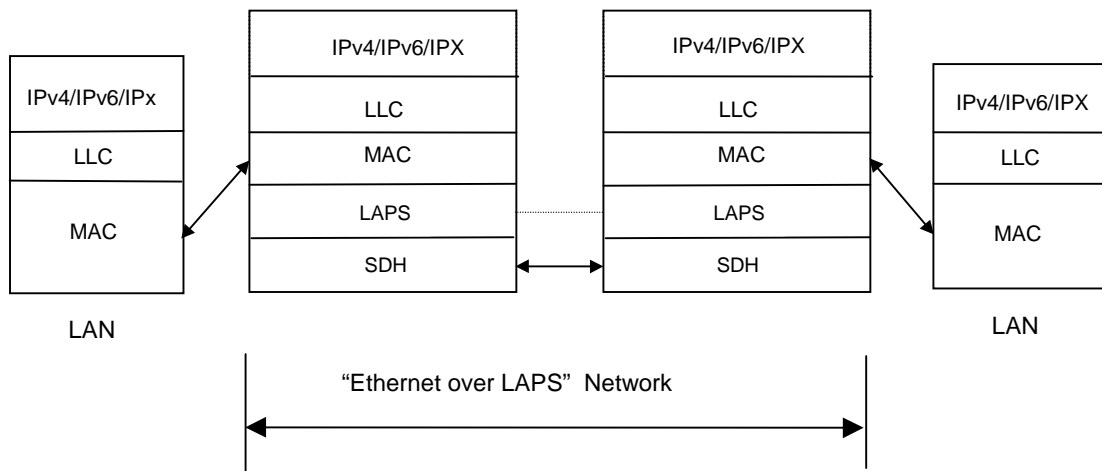 IPv4/IPv6/IPx
LLC
MAC
LAN
IPv4/IPv6/IPX
LLC
MAC
LAPS
SDH
IPv4/IPv6/IPX
LLC
MAC
LAPS
SDH
IPv4/IPv6/IPX
LLC
MAC
LAN
“Ethernet over LAPS” Network